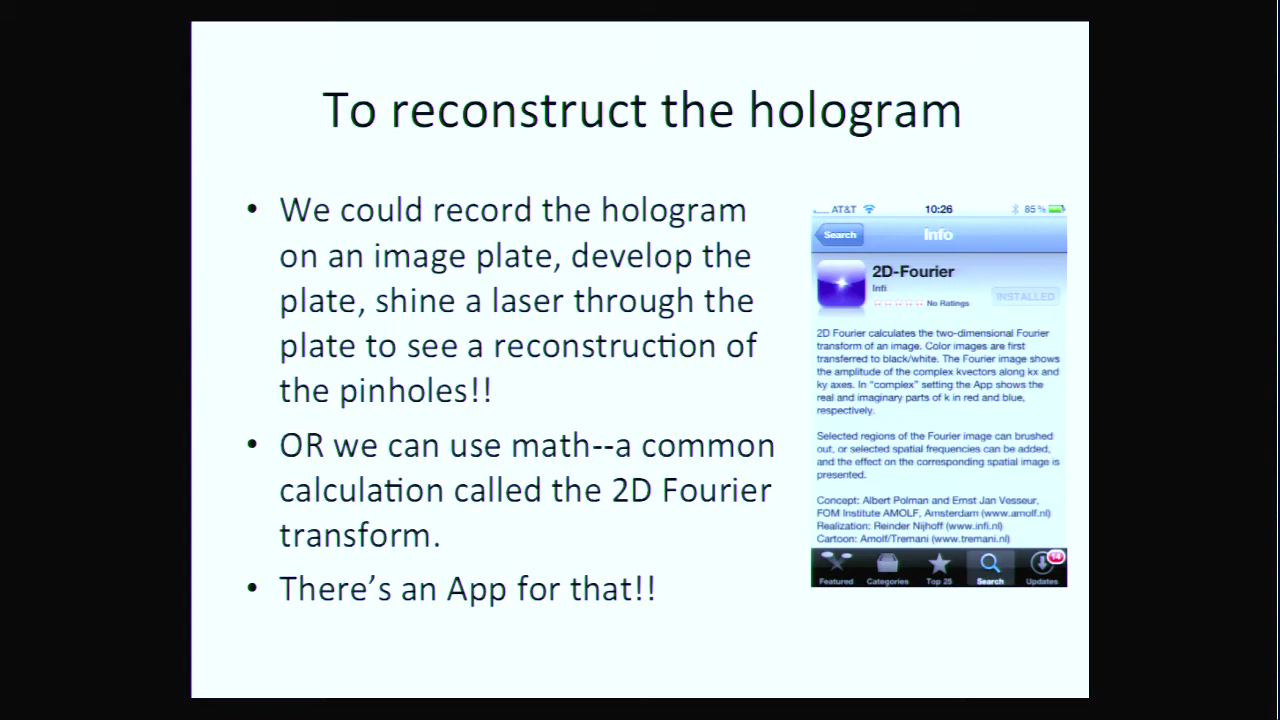 To reconstruct the hologram
• We could record the hologram
on an image plate, develop the
plate, shine a laser through the
plate to see a reconstruction of
the pinholes!!
• OR we can use math--a common
calculation called the 2D Fourier
transform.
• There's an App for that!!
AT&T 10:26 85%
Search Info
2D-Fourier
Infi
No Ratings
INSTALLED
2D Fourier calculates the two-dimensional Fourier
transform of an image. Color images are first
transferred to black/white. The Fourier image shows
the amplitude of the complex kvectors along kx and
ky axes. In "complex" setting the App shows the
real and imaginary parts of k in red and blue,
respectively.
Selected regions of the Fourier image can brushed
out, or selected spatial frequencies can be added,
and the effect on the corresponding spatial image is
presented.
Concept: Albert Polman and Ernst Jan Vesseur,
FOM Institute AMOLF, Amsterdam (www.amolf.nl)
Realization: Reinder Nijhoff (www.infi.nl)
Cartoon: Amolf/Tremani (www.tremani.nl)
14
Featured Categories Top 25 Search Updates